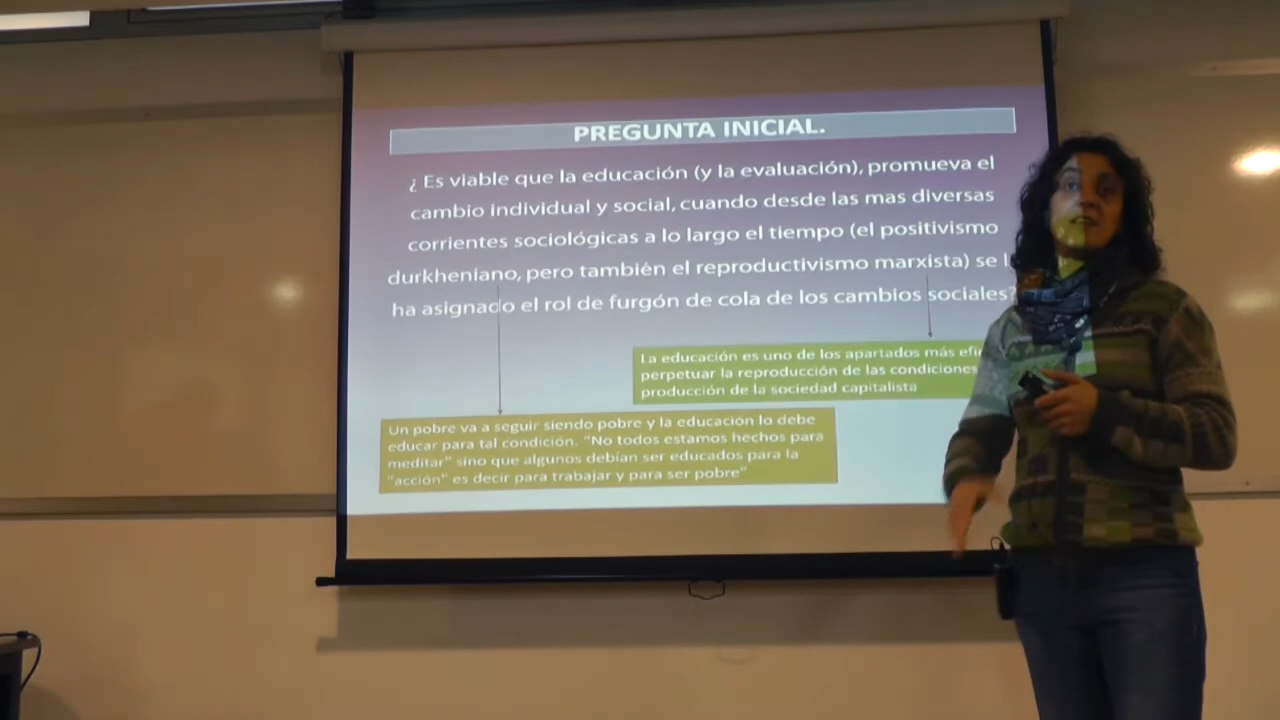 PREGUNTA INICIAL.
¿ Es viable que la educación (y la evaluación), promueva el
cambio individual y social, cuando desde las mas diversas
corrientes sociológicas a lo largo el tiempo (el positivismo
durkheniano, pero también el reproductivismo marxista) se
ha asignado el rol de furgón de cola de los cambios sociales?
La educación es uno de los apartados más
perpetuar la reproducción de las condiciones
producción de la sociedad capitalista
Un pobre va a seguir siendo pobre y la educación lo debe
educar para tal condición. "No todos estamos hechos para
meditar" sino que algunos debían ser educados para la
"acción" es decir para trabajar y para ser pobre"